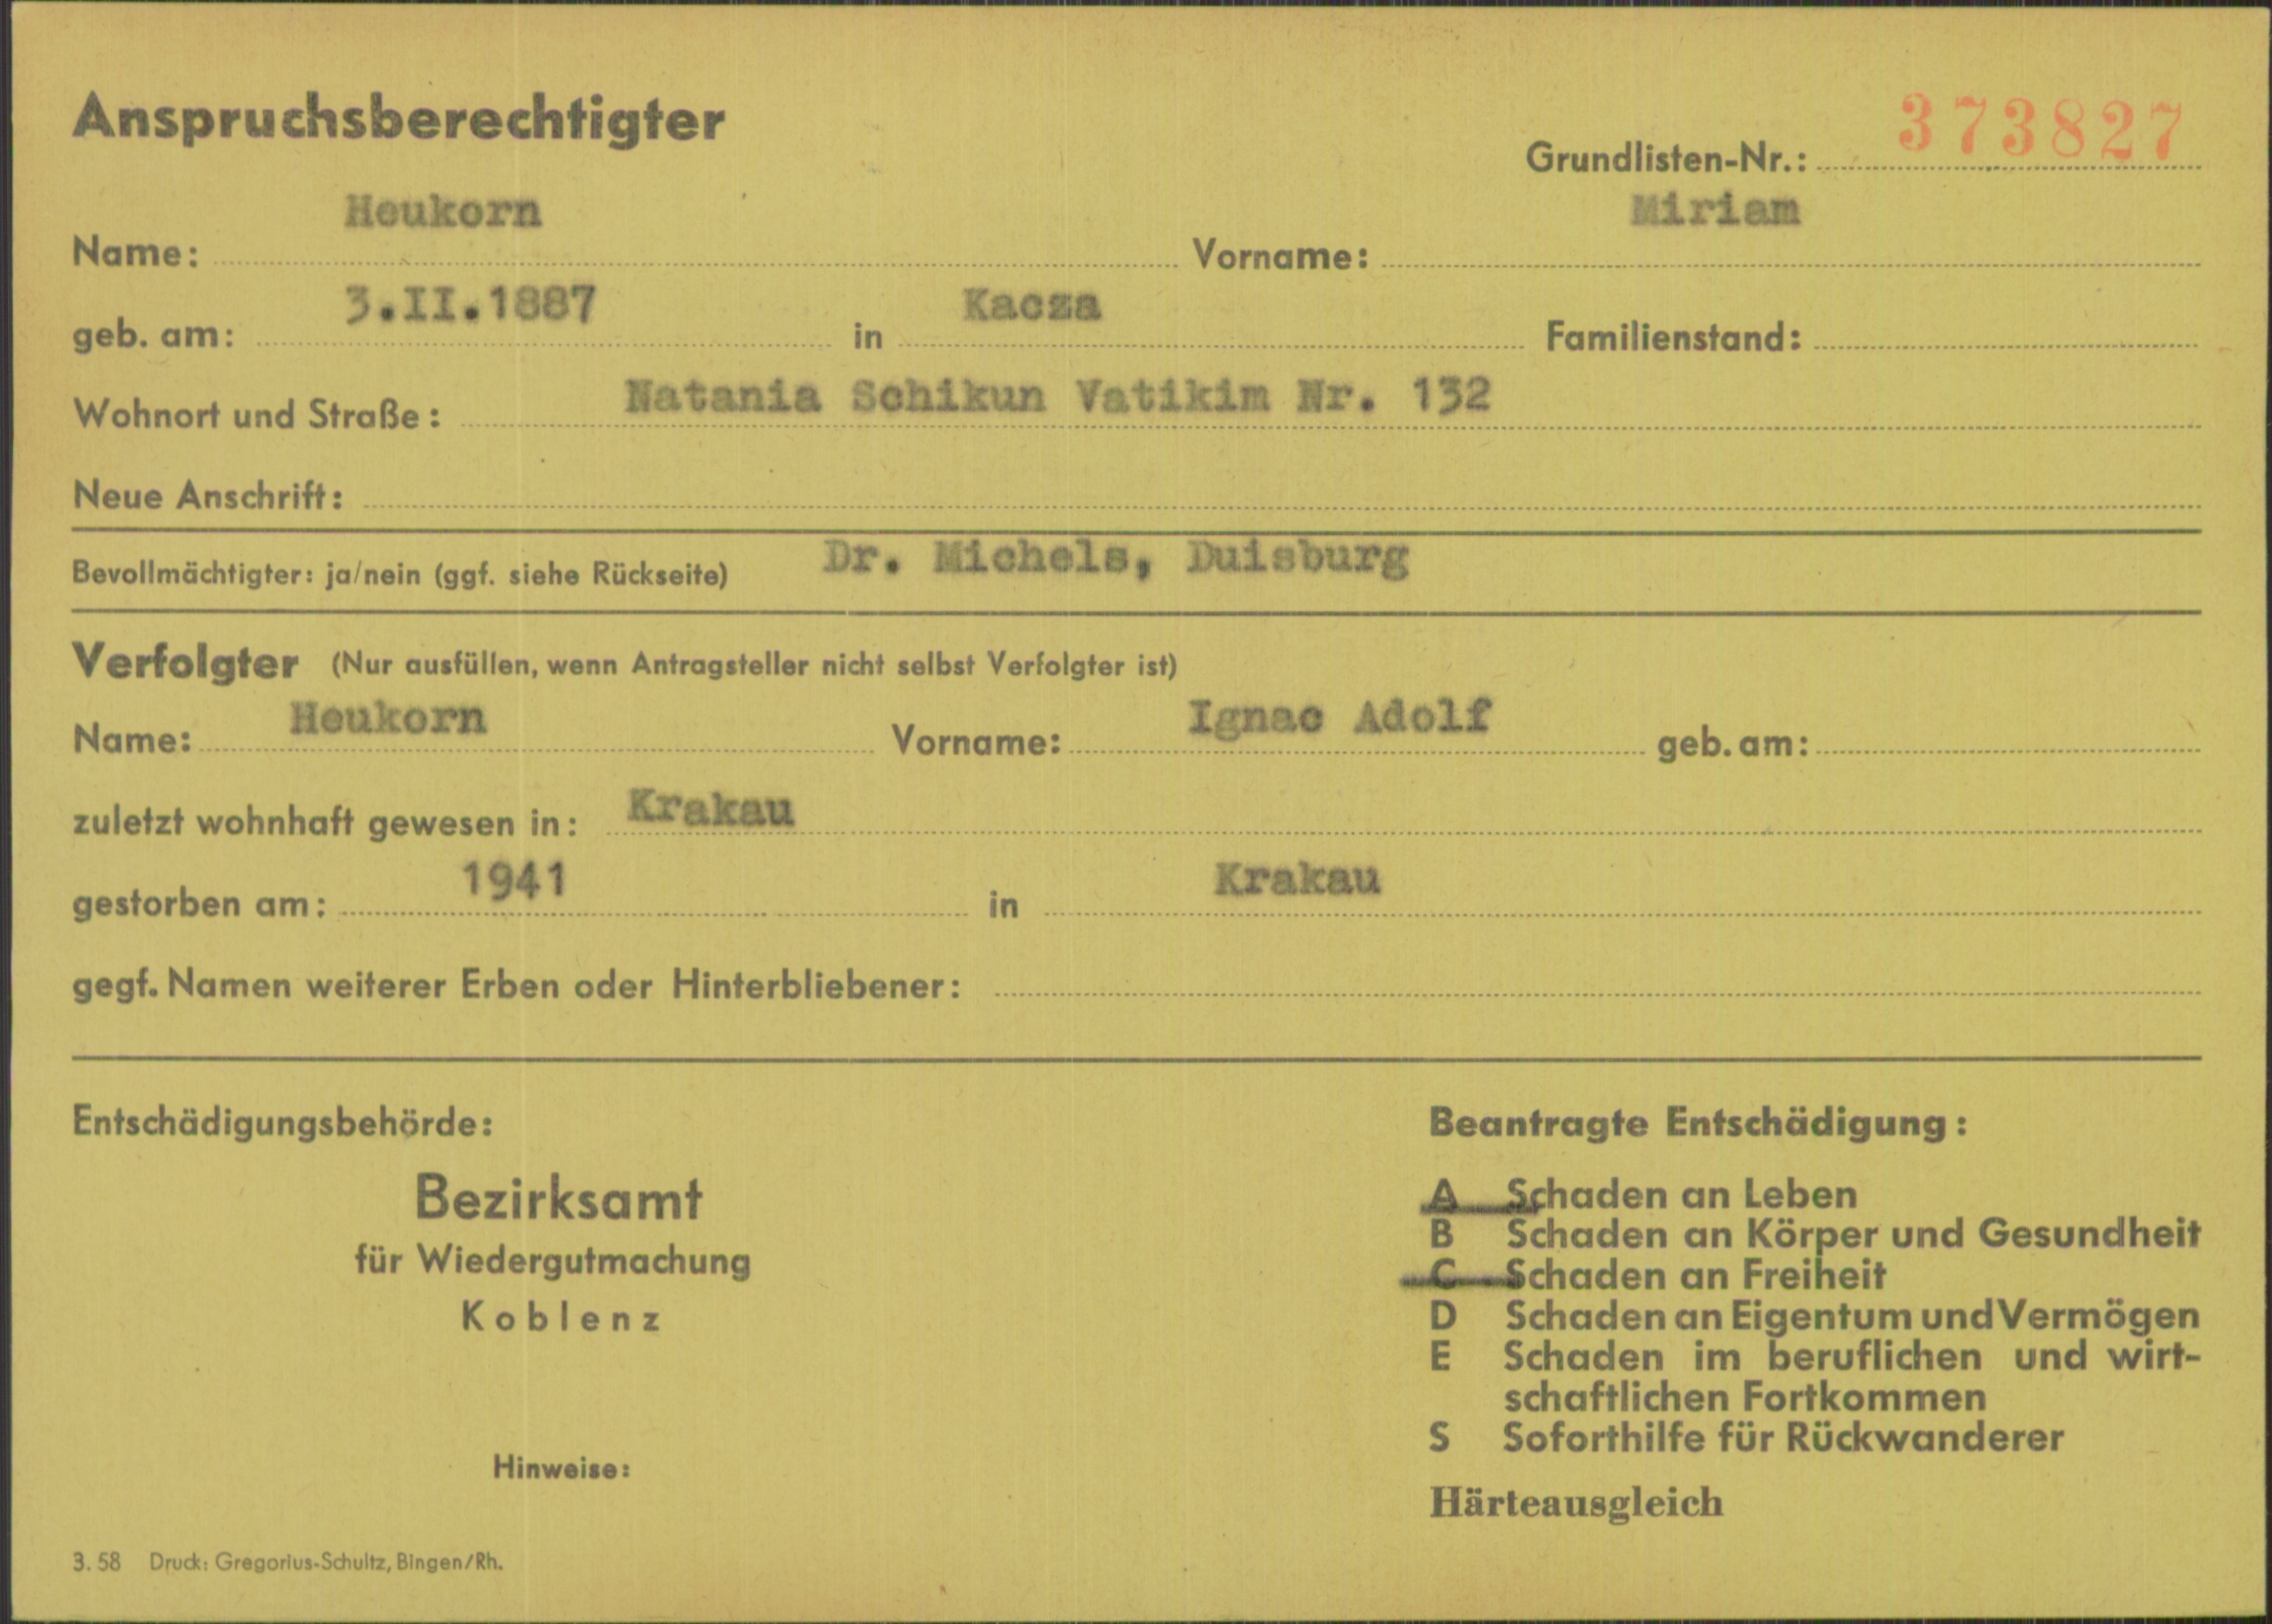 Anspruchsberechtigter
Grundlisten-Nr.: 373827
Name: Heukorn Vorname: Miriam
geb. am: 3.II.1887 in Kacza Familienstand:
Wohnort und Straße: Natania Schikun Vatikim Nr. 132
Neue Anschrift:
Bevollmächtigter: ja/nein (ggf. siehe Rückseite) Dr. Michels, Duisburg
Verfolgter (Nur ausfüllen, wenn Antragsteller nicht selbst Verfolgter ist)
Name: Heukorn Vorname: Ignac Adolf geb. am:
zuletzt wohnhaft gewesen in: Krakau
gestorben am: 1941 in Krakau
gegf. Namen weiterer Erben oder Hinterbliebener:
Entschädigungsbehörde:
Bezirksamt
für Wiedergutmachung
Koblenz
Hinweise:
Beantragte Entschädigung:
A Schaden an Leben
B Schaden an Körper und Gesundheit
C Schaden an Freiheit
D Schaden an Eigentum und Vermögen
E Schaden im beruflichen und wirt-
schaftlichen Fortkommen
S Soforthilfe für Rückwanderer
Härteausgleich
3. 58 Druck: Gregorius-Schultz, Bingen/Rh.